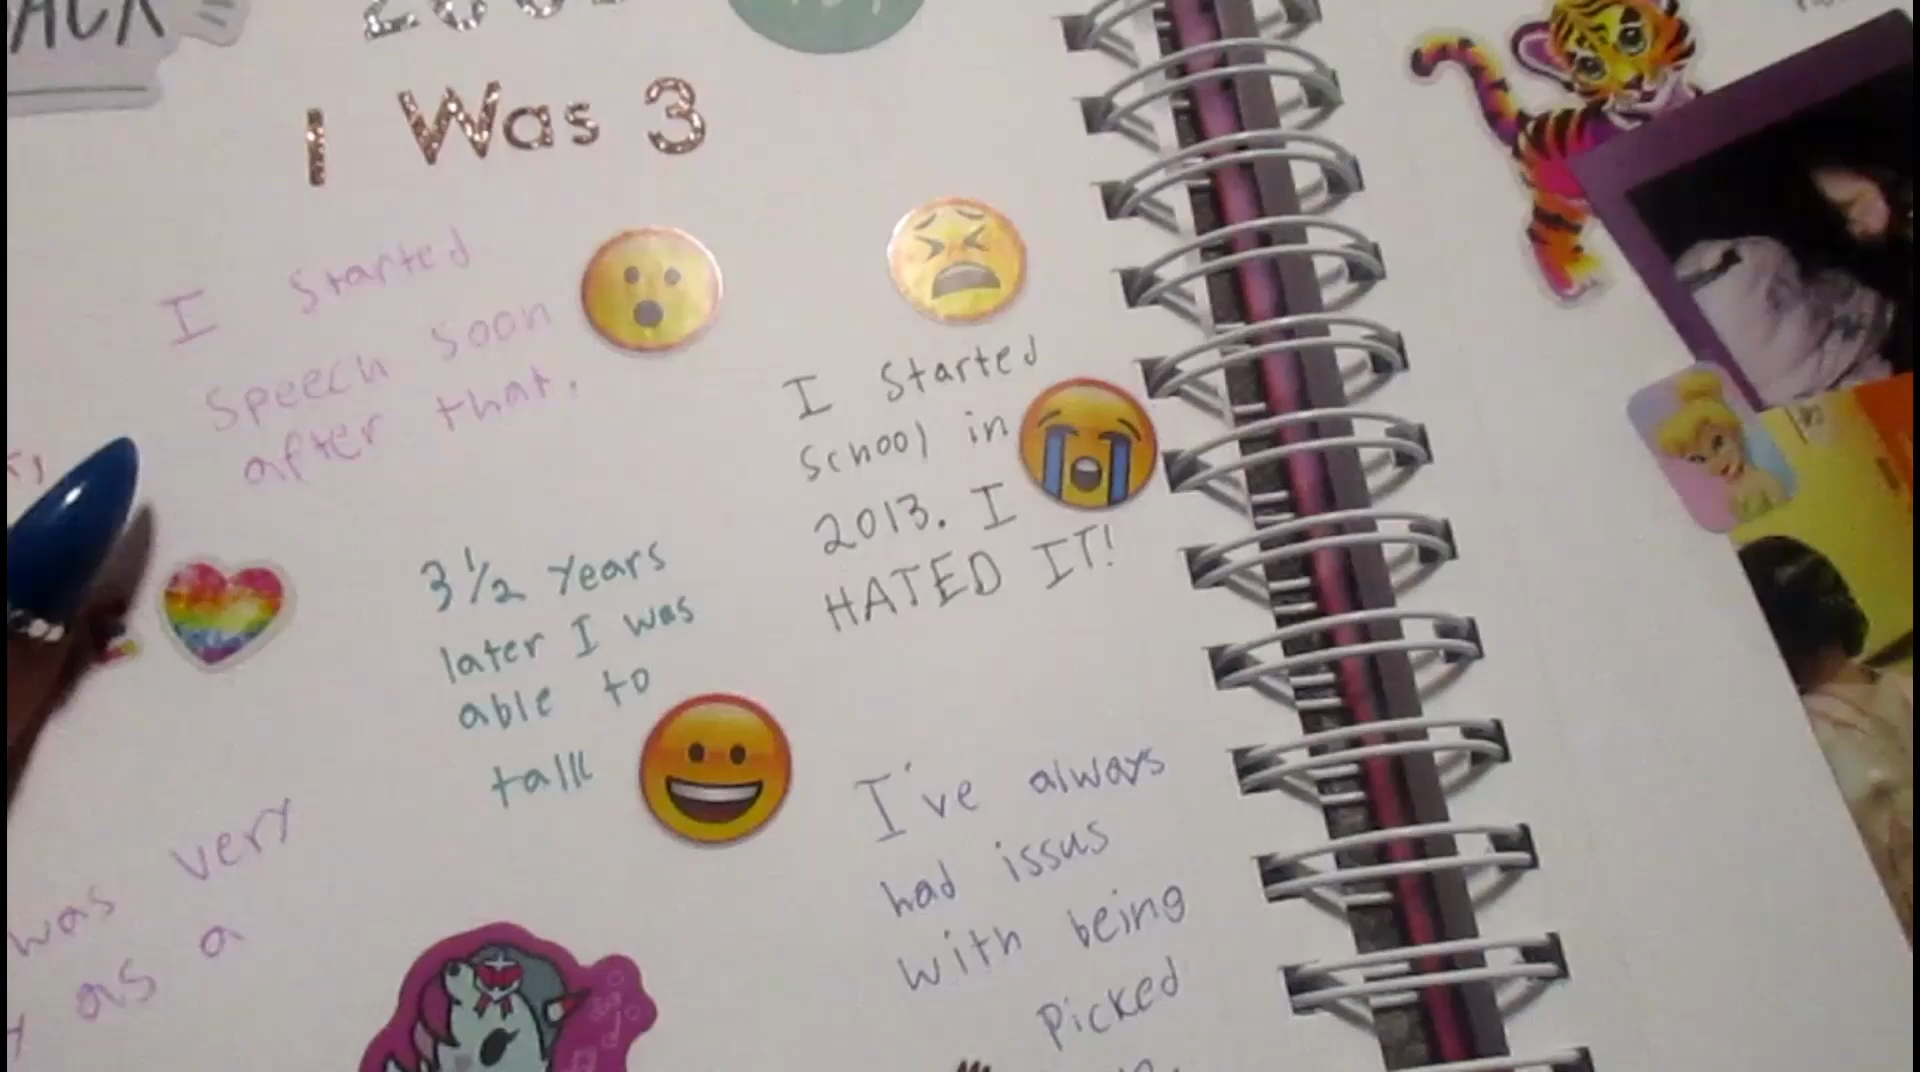 I Was 3
I Started
Speech Soon
after that.
3 1/2 Years
later I was
able to
talk
was very
as a
I Started
School in
2013. I
HATED IT!
I've always
had issus
with being
Picked